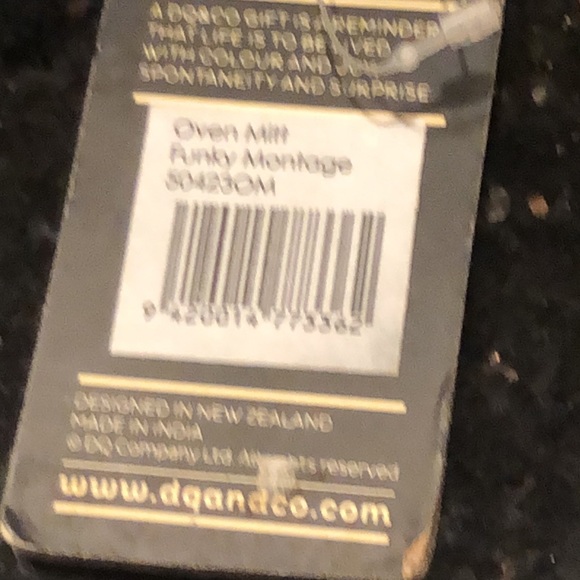 A DQ&CO GIFT IS A REMINDER
THAT LIFE IS TO BE LIVED
WITH COLOUR AND
SPONTANEITY AND SURPRISE
Oven Mitt
Funky Montage
50423OM
9 420014 773362
DESIGNED IN NEW ZEALAND
MADE IN INDIA
© DQ Company Ltd. All rights reserved
www.dqandco.com